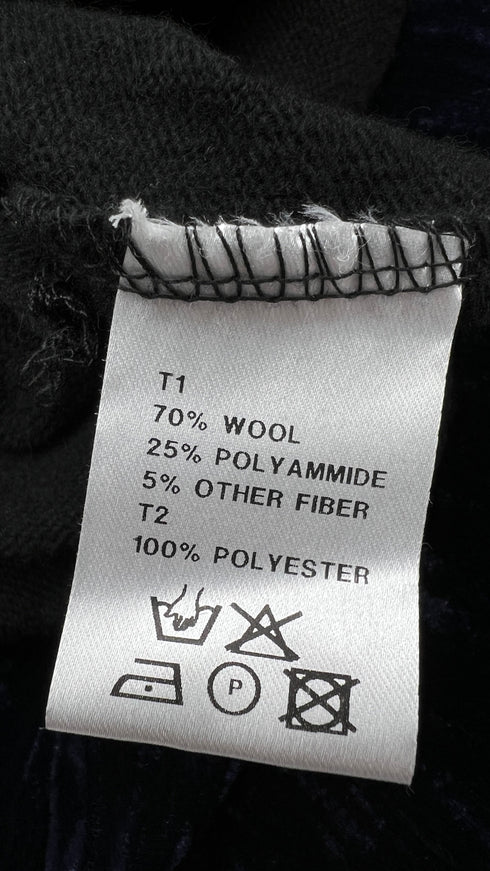 T1
70% WOOL
25% POLYAMMIDE
5% OTHER FIBER
T2
100% POLYESTER
P